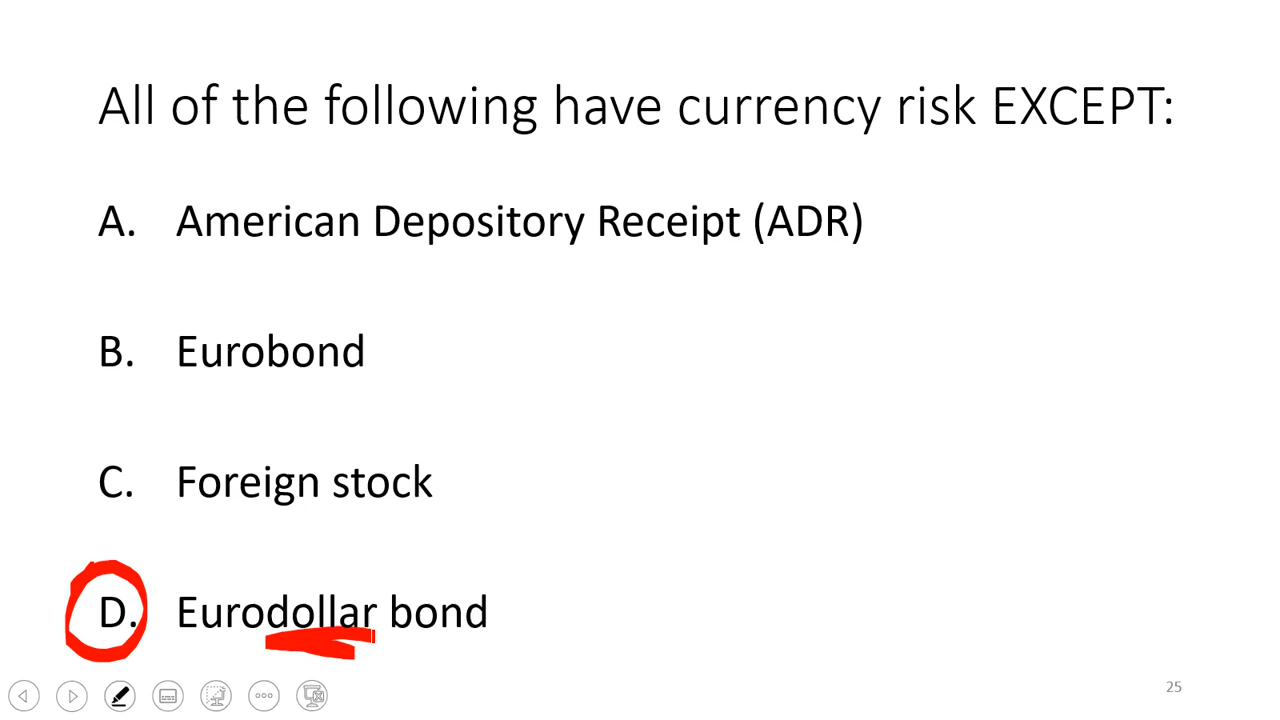 All of the following have currency risk EXCEPT:
A. American Depository Receipt (ADR)
B. Eurobond
C. Foreign stock
D. Eurodollar bond
25